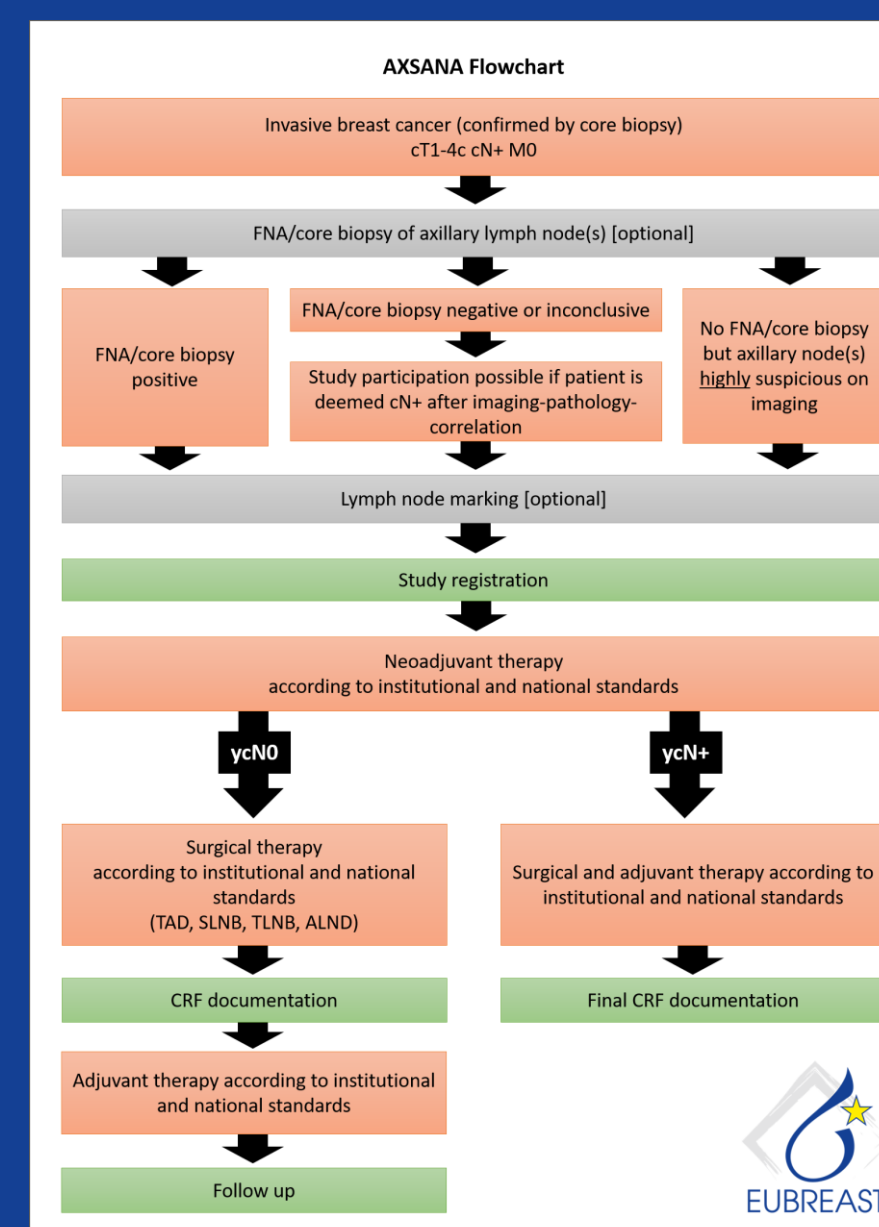 AXSANA Flowchart
Invasive breast cancer (confirmed by core biopsy)
cT1-4c cN+ M0
FNA/core biopsy of axillary lymph node(s) [optional]
FNA/core biopsy
positive
FNA/core biopsy negative or inconclusive
Study participation possible if patient is
deemed cN+ after imaging-pathology-
correlation
No FNA/core biopsy
but axillary node(s)
highly suspicious on
imaging
Lymph node marking [optional]
Study registration
Neoadjuvant therapy
according to institutional and national standards
ycN0
ycN+
Surgical therapy
according to institutional and national
standards
(TAD, SLNB, TLNB, ALND)
Surgical and adjuvant therapy according to
institutional and national standards
CRF documentation
Final CRF documentation
Adjuvant therapy according to institutional
and national standards
Follow up
EUBREAST